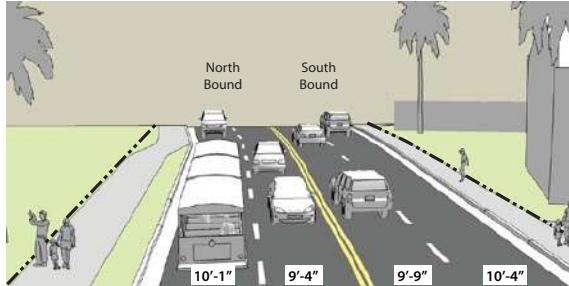 North
Bound
South
Bound
10’-1”
9’-4”
9’-9”
10’-4”